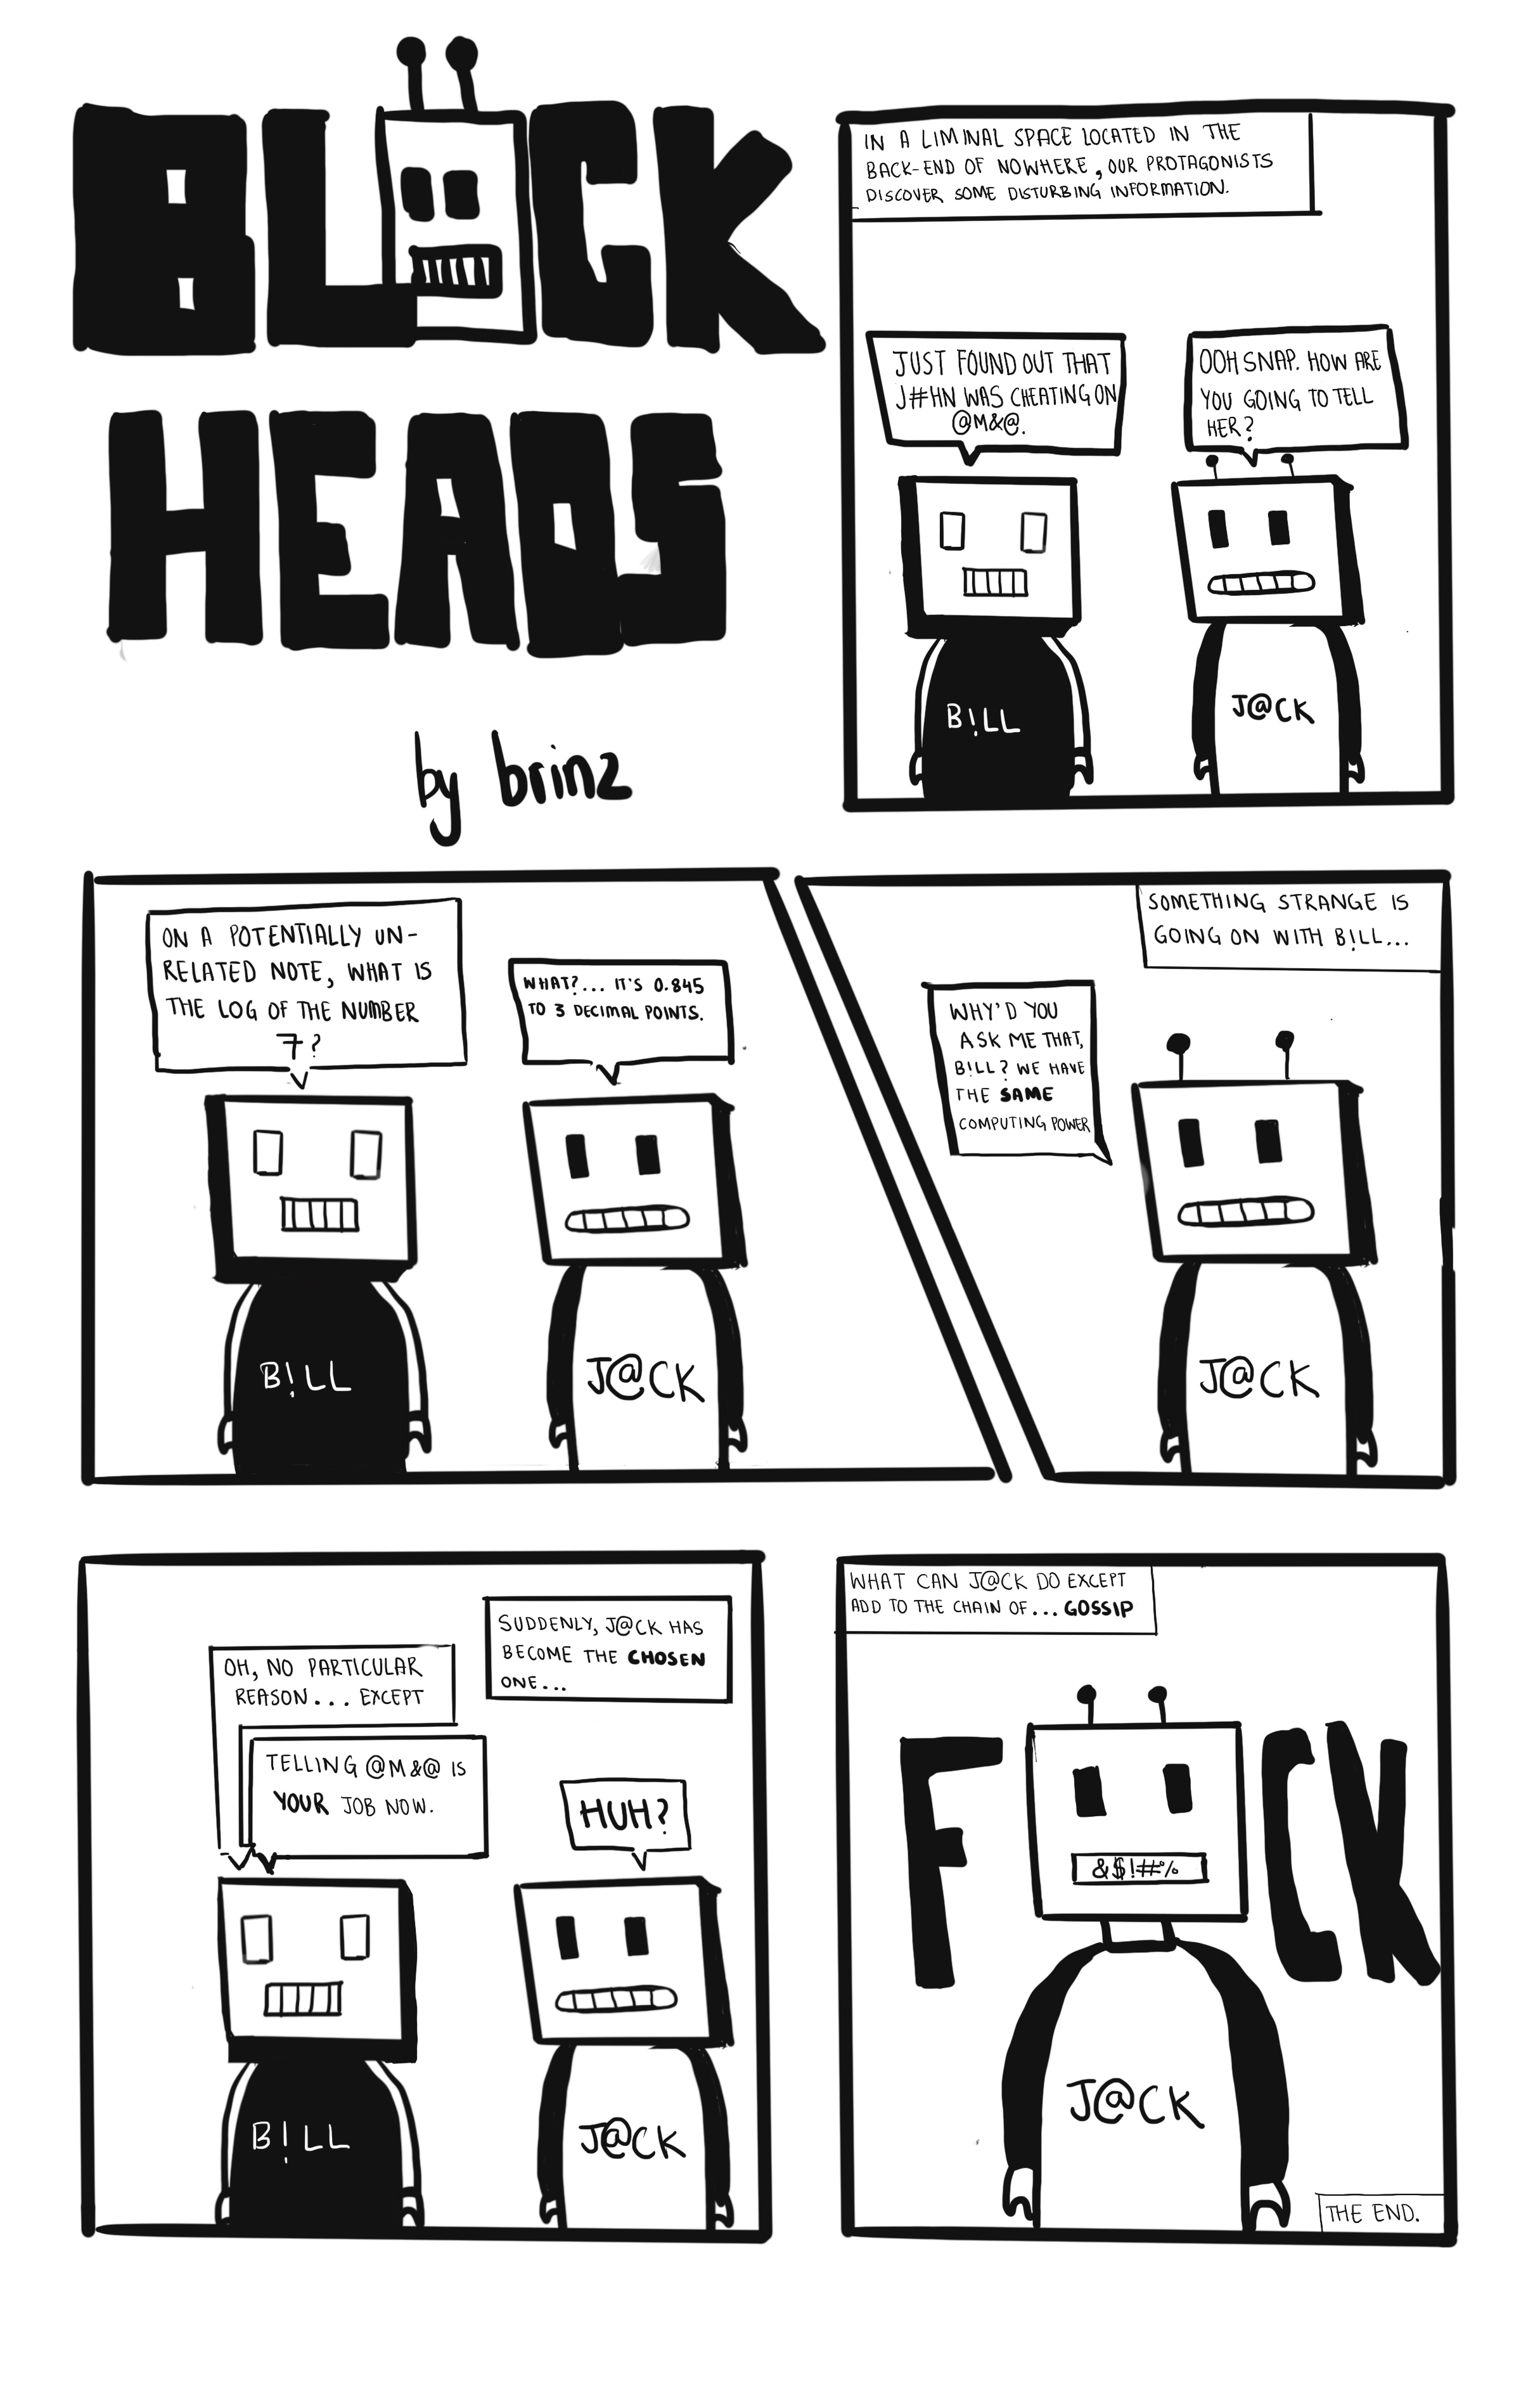 BLOCK
HEADS
by brinz
IN A LIMINAL SPACE LOCATED IN THE
BACK-END OF NOWHERE, OUR PROTAGONISTS
DISCOVER SOME DISTURBING INFORMATION.
JUST FOUND OUT THAT
J#HN WAS CHEATING ON
@M&@.
OOH SNAP. HOW ARE
YOU GOING TO TELL
HER?
B!LL
J@CK
ON A POTENTIALLY UN-
RELATED NOTE, WHAT IS
THE LOG OF THE NUMBER
7?
WHAT?... IT'S 0.845
TO 3 DECIMAL POINTS.
B!LL
J@CK
SOMETHING STRANGE IS
GOING ON WITH B!LL...
WHY'D YOU
ASK ME THAT,
B!LL? WE HAVE
THE SAME
COMPUTING POWER
J@CK
SUDDENLY, J@CK HAS
BECOME THE CHOSEN
ONE...
OH, NO PARTICULAR
REASON... EXCEPT
TELLING @M&@ IS
YOUR JOB NOW.
HUH?
B!LL
J@CK
WHAT CAN J@CK DO EXCEPT
ADD TO THE CHAIN OF... GOSSIP
F CK
&$!#%
J@CK
THE END.